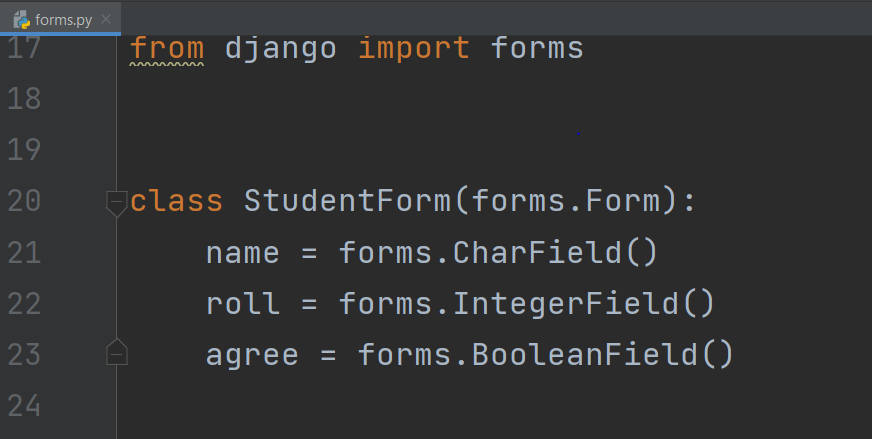 forms.py
17 from django import forms
18
19
20 class StudentForm(forms.Form):
21     name = forms.CharField()
22     roll = forms.IntegerField()
23     agree = forms.BooleanField()
24